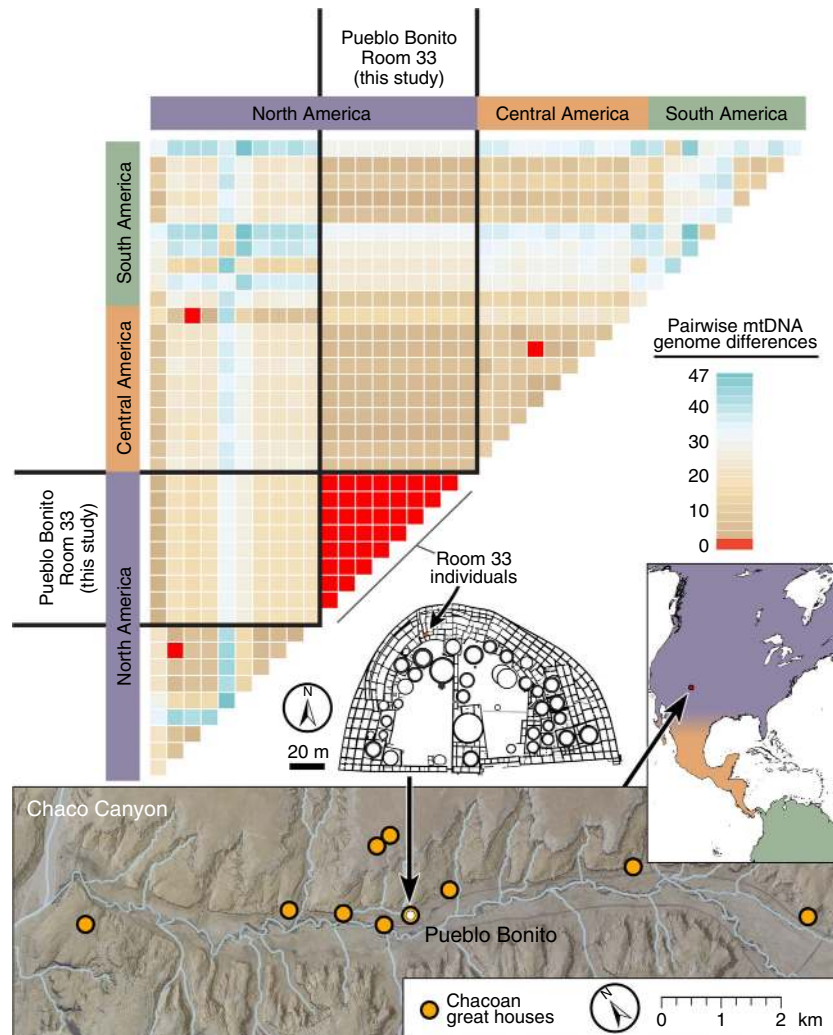 Pueblo Bonito
Room 33
(this study)
North America
Central America
South America
South America
Central America
North America
Pueblo Bonito
Room 33
(this study)
Pairwise mtDNA
genome differences
47
40
30
20
10
0
Room 33
individuals
N
20 m
Chaco Canyon
Pueblo Bonito
Chacoan
great houses
N
0 1 2
km